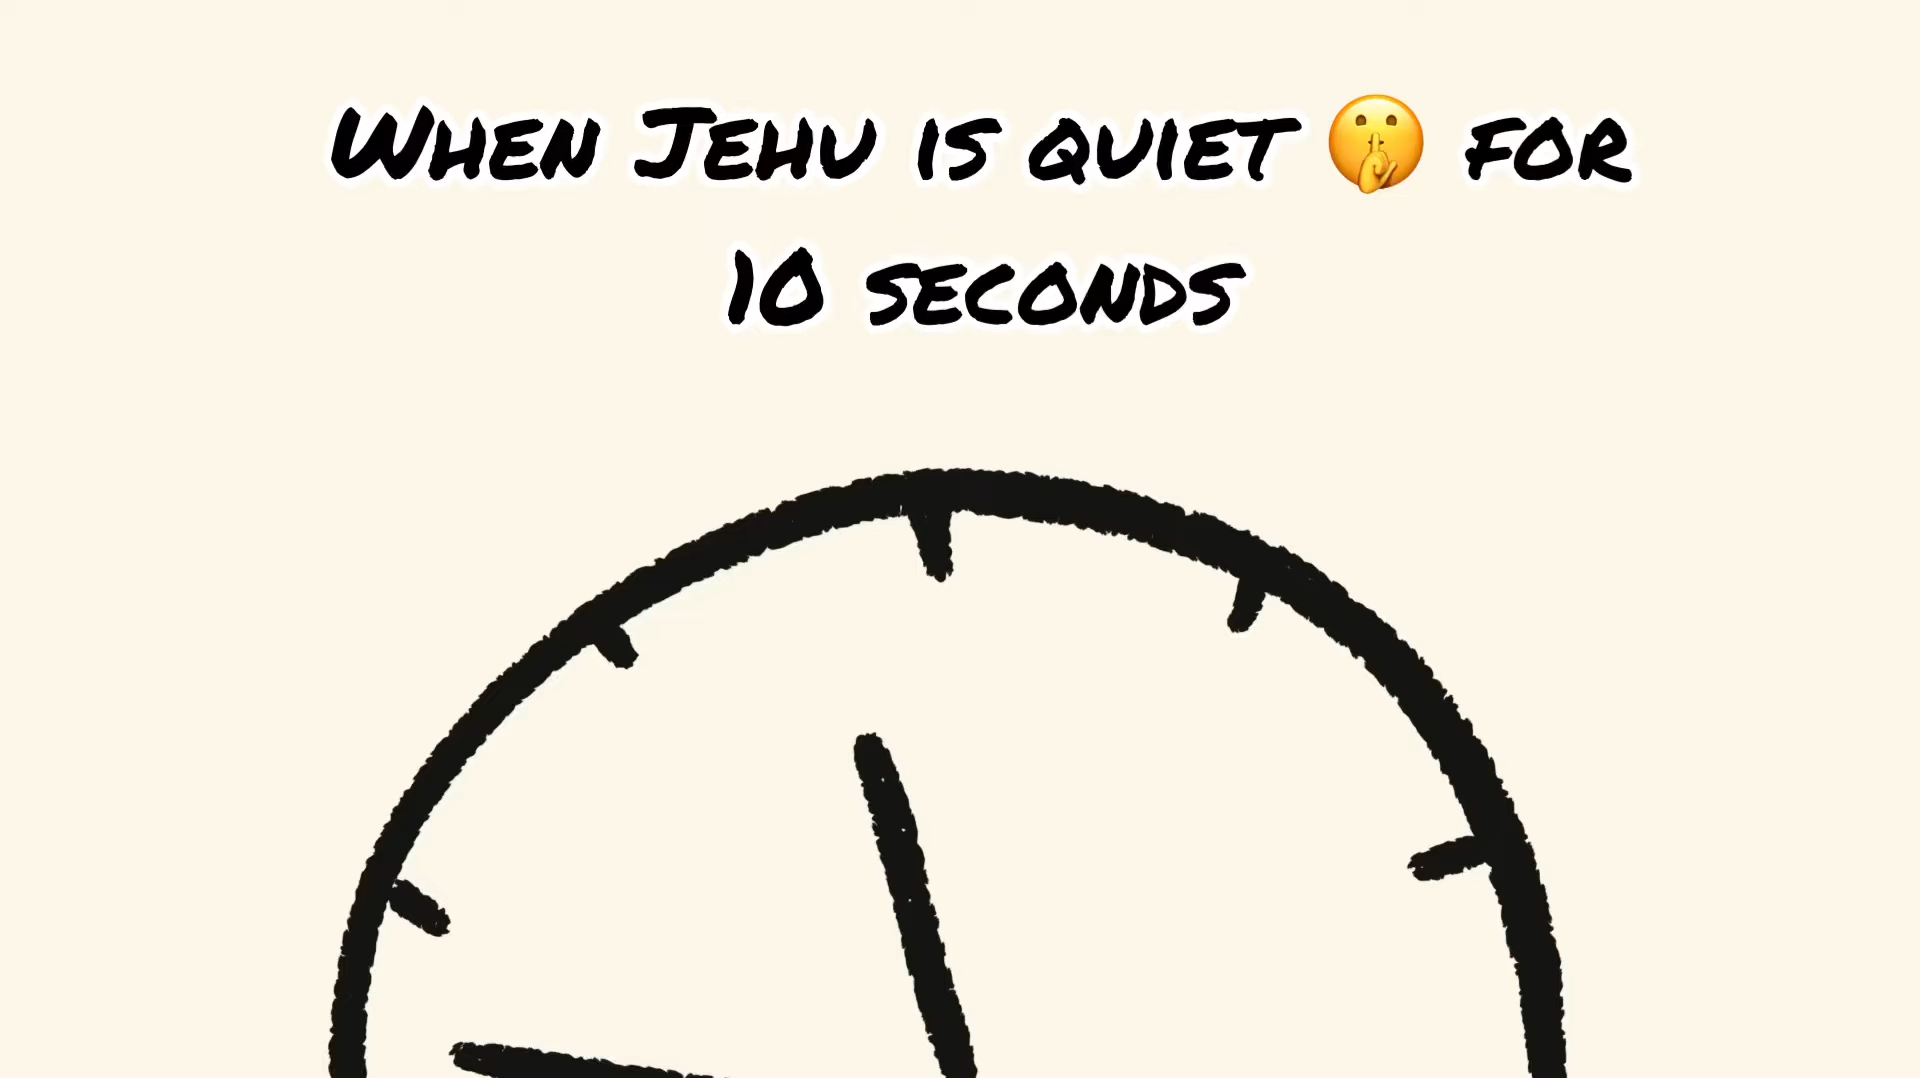 When Jehu is quiet 🤫 for
10 seconds